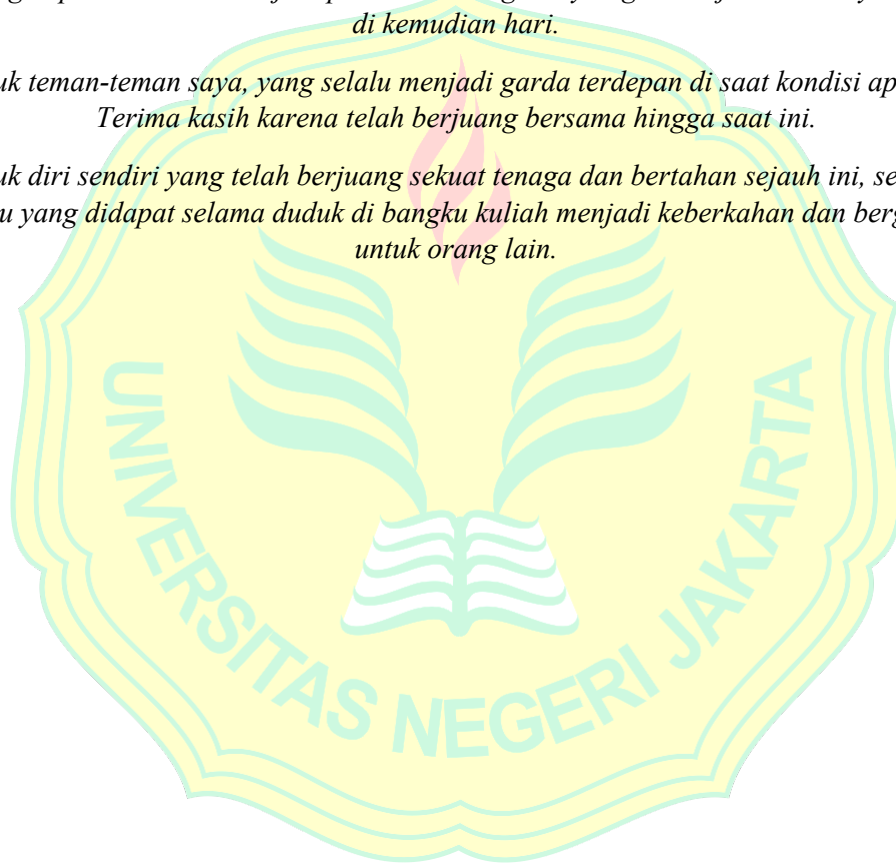 di kemudian hari.
uk teman-teman saya, yang selalu menjadi garda terdepan di saat kondisi ap
Terima kasih karena telah berjuang bersama hingga saat ini.
uk diri sendiri yang telah berjuang sekuat tenaga dan bertahan sejauh ini, se
u yang didapat selama duduk di bangku kuliah menjadi keberkahan dan berg
untuk orang lain.
UNIVERSITAS NEGERI JAKARTA